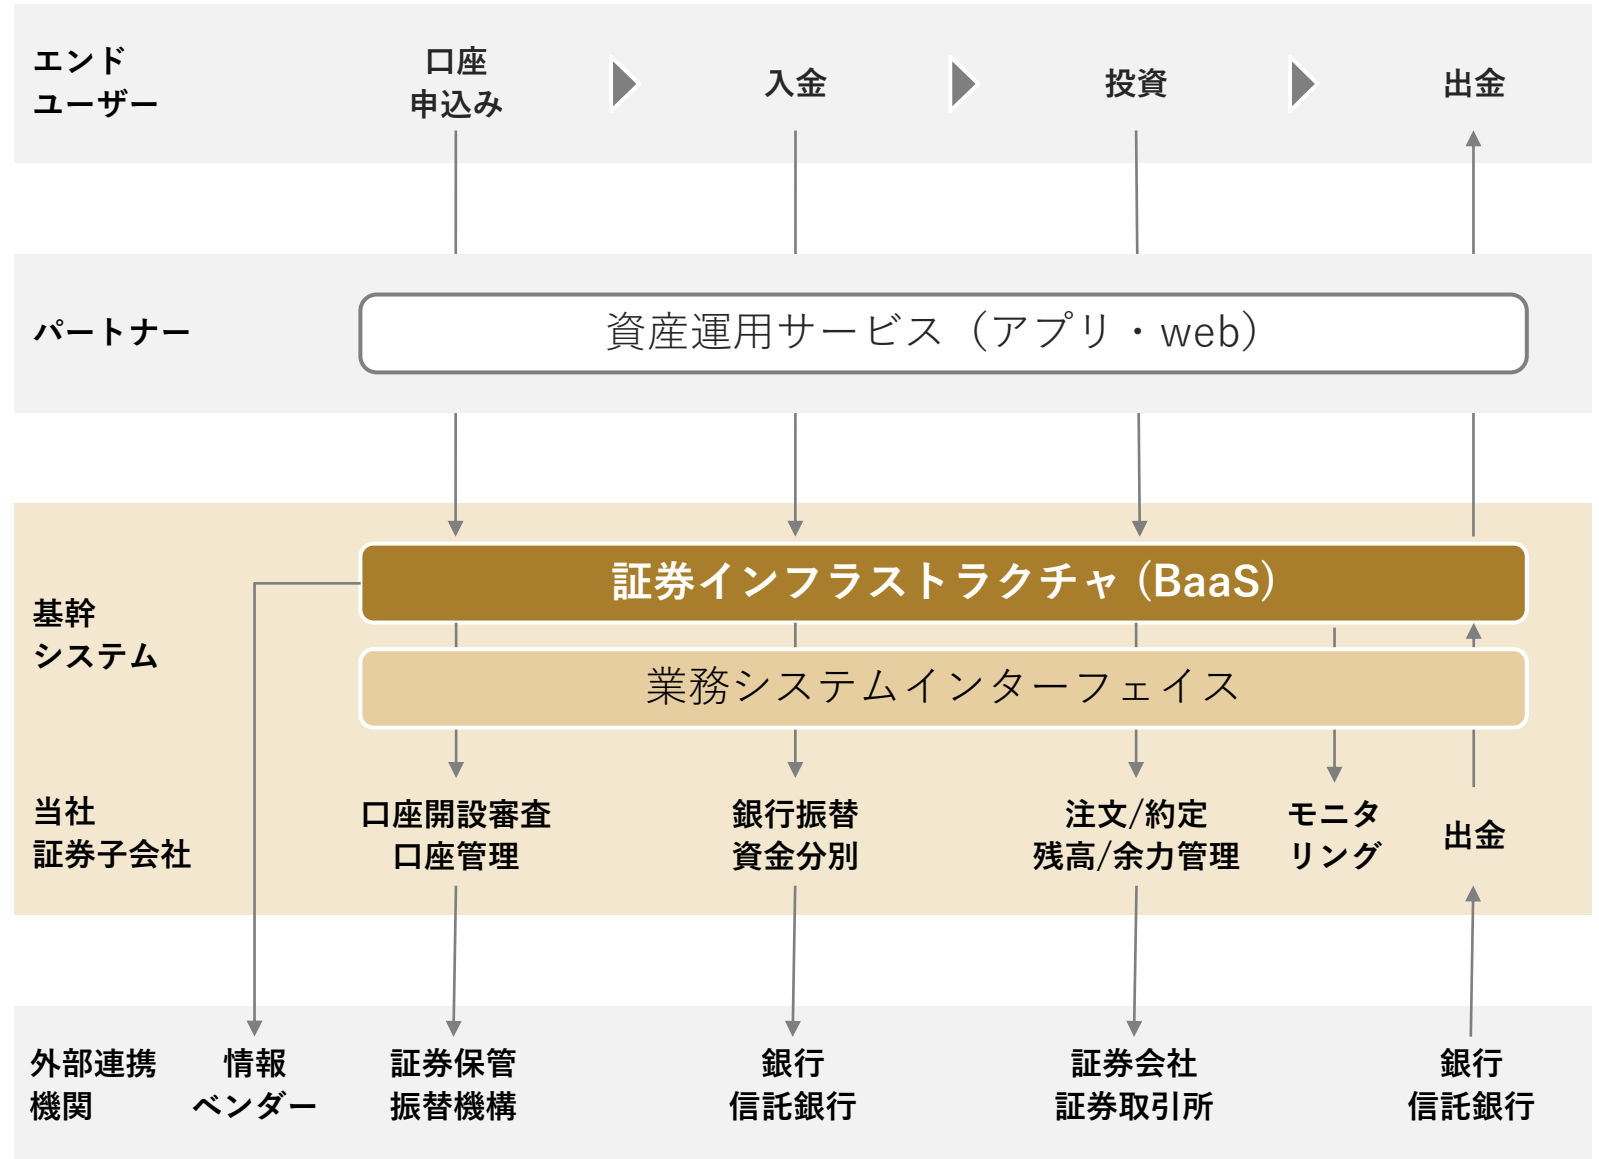 エンド
ユーザー
口座
申込み
入金
投資
出金
パートナー
資産運用サービス（アプリ・web）
基幹
システム
証券インフラストラクチャ (BaaS)
業務システムインターフェイス
当社
証券子会社
口座開設審査
口座管理
銀行振替
資金分別
注文/約定
残高/余力管理
モニタ
リング
出金
外部連携
機関
情報
ベンダー
証券保管
振替機構
銀行
信託銀行
証券会社
証券取引所
銀行
信託銀行